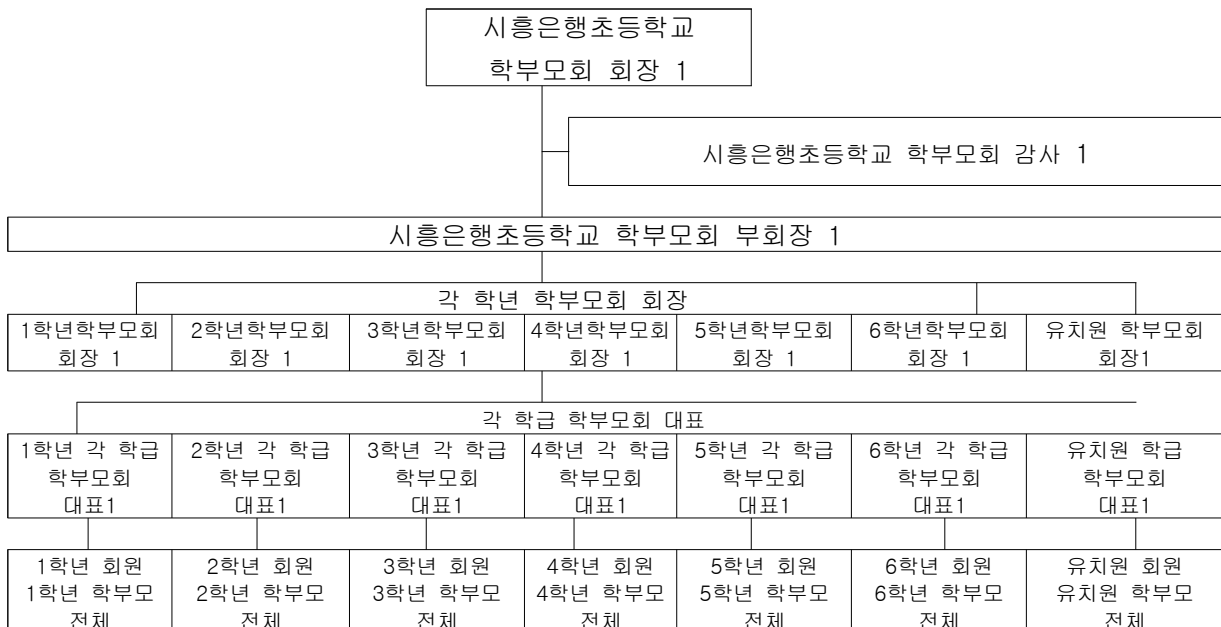 시흥은행초등학교
학부모회 회장 1
시흥은행초등학교 학부모회 감사 1
시흥은행초등학교 학부모회 부회장 1
각 학년 학부모회 회장
1학년학부모회
회장 1
2학년학부모회
회장 1
3학년학부모회
회장 1
4학년학부모회
회장 1
5학년학부모회
회장 1
6학년학부모회
회장 1
유치원 학부모회
회장1
각 학급 학부모회 대표
1학년 각 학급
학부모회
대표1
2학년 각 학급
학부모회
대표1
3학년 각 학급
학부모회
대표1
4학년 각 학급
학부모회
대표1
5학년 각 학급
학부모회
대표1
6학년 각 학급
학부모회
대표1
유치원 학급
학부모회
대표1
1학년 회원
1학년 학부모
전체
2학년 회원
2학년 학부모
전체
3학년 회원
3학년 학부모
전체
4학년 회원
4학년 학부모
전체
5학년 회원
5학년 학부모
전체
6학년 회원
6학년 학부모
전체
유치원 회원
유치원 학부모
전체